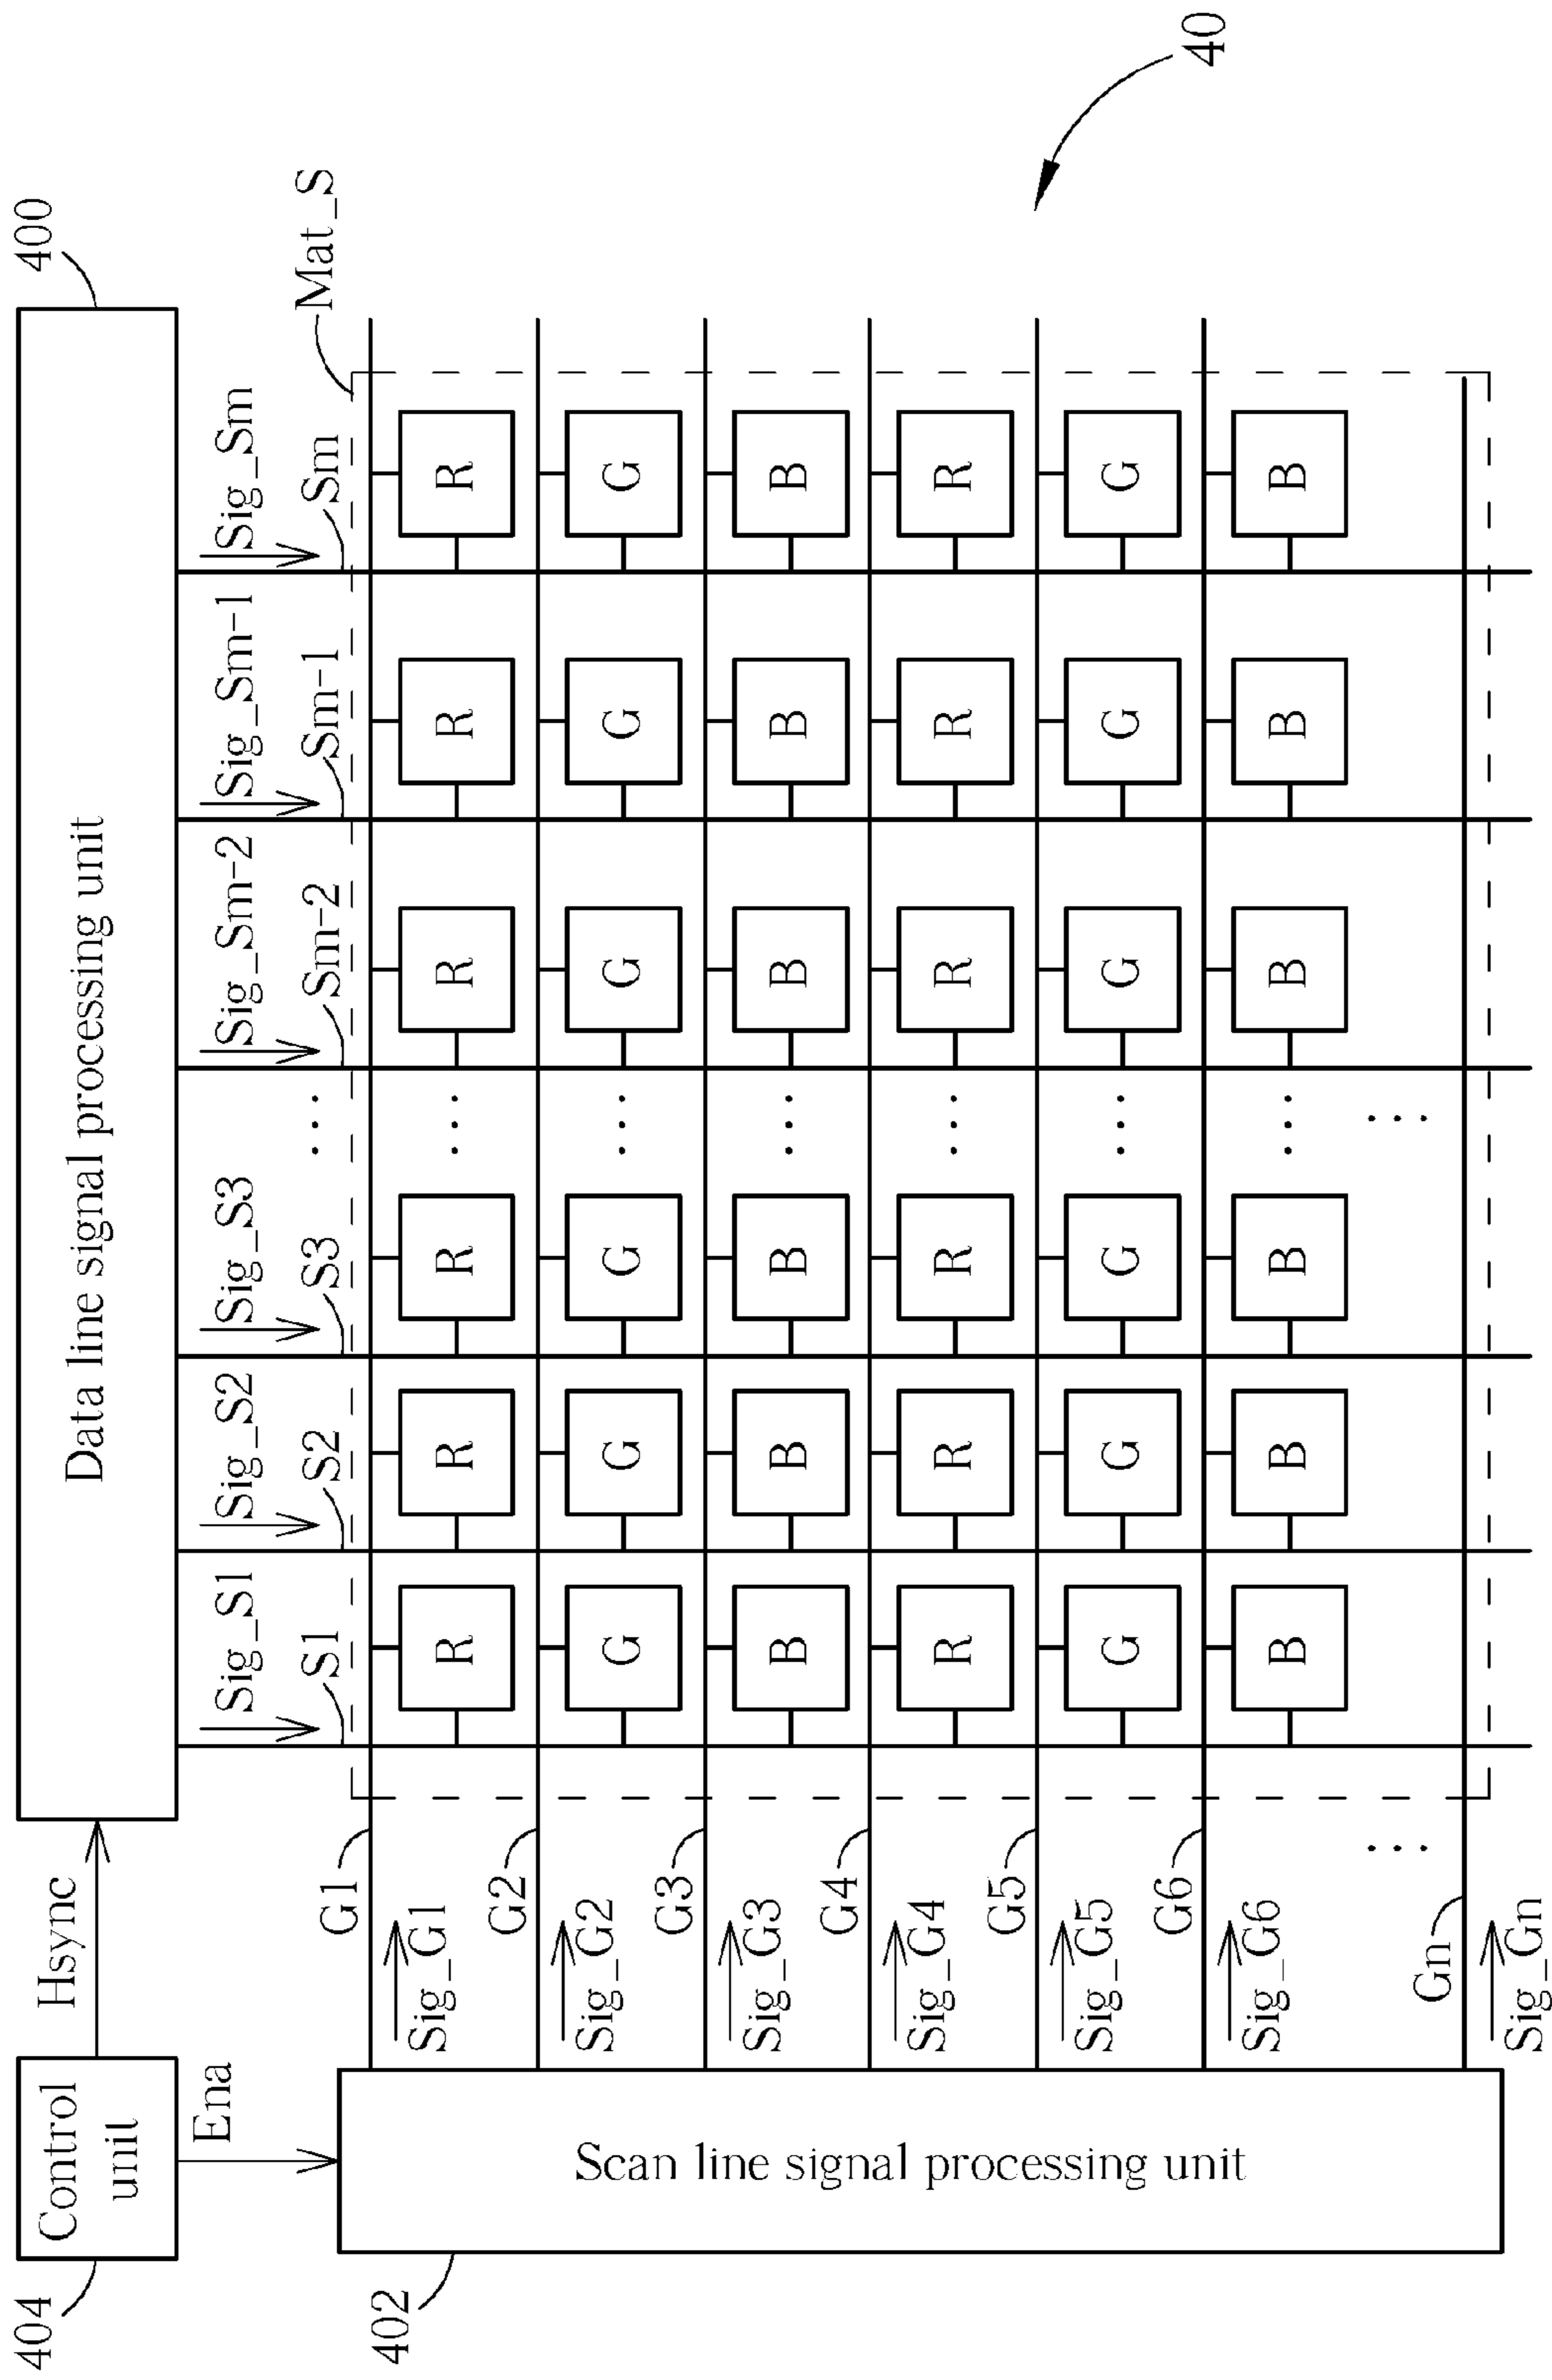 404
Control
unit
Hsync
Data line signal processing unit
400
Ena
Sig_S1
Sig_S2
Sig_S3
Sig_Sm-2
Sig_Sm-1
Sig_Sm
S1
S2
S3
...
Sm-2
Sm-1
Sm
Mat_S
402
Scan line signal processing unit
G1
Sig_G1
R R R ... R R R
G2
Sig_G2
G G G ... G G G
G3
Sig_G3
B B B ... B B B
G4
Sig_G4
R R R ... R R R
G5
Sig_G5
G G G ... G G G
G6
Sig_G6
B B B ... B B B
... ...
Gn
Sig_Gn
40